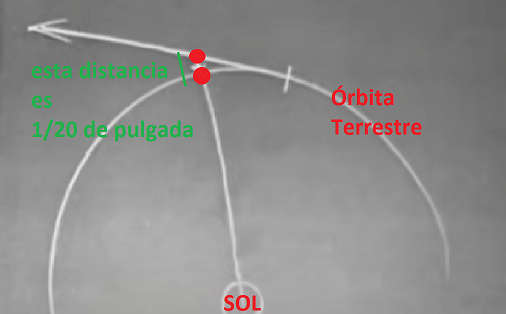 esta distancia
es
1/20 de pulgada
Órbita
Terrestre
SOL